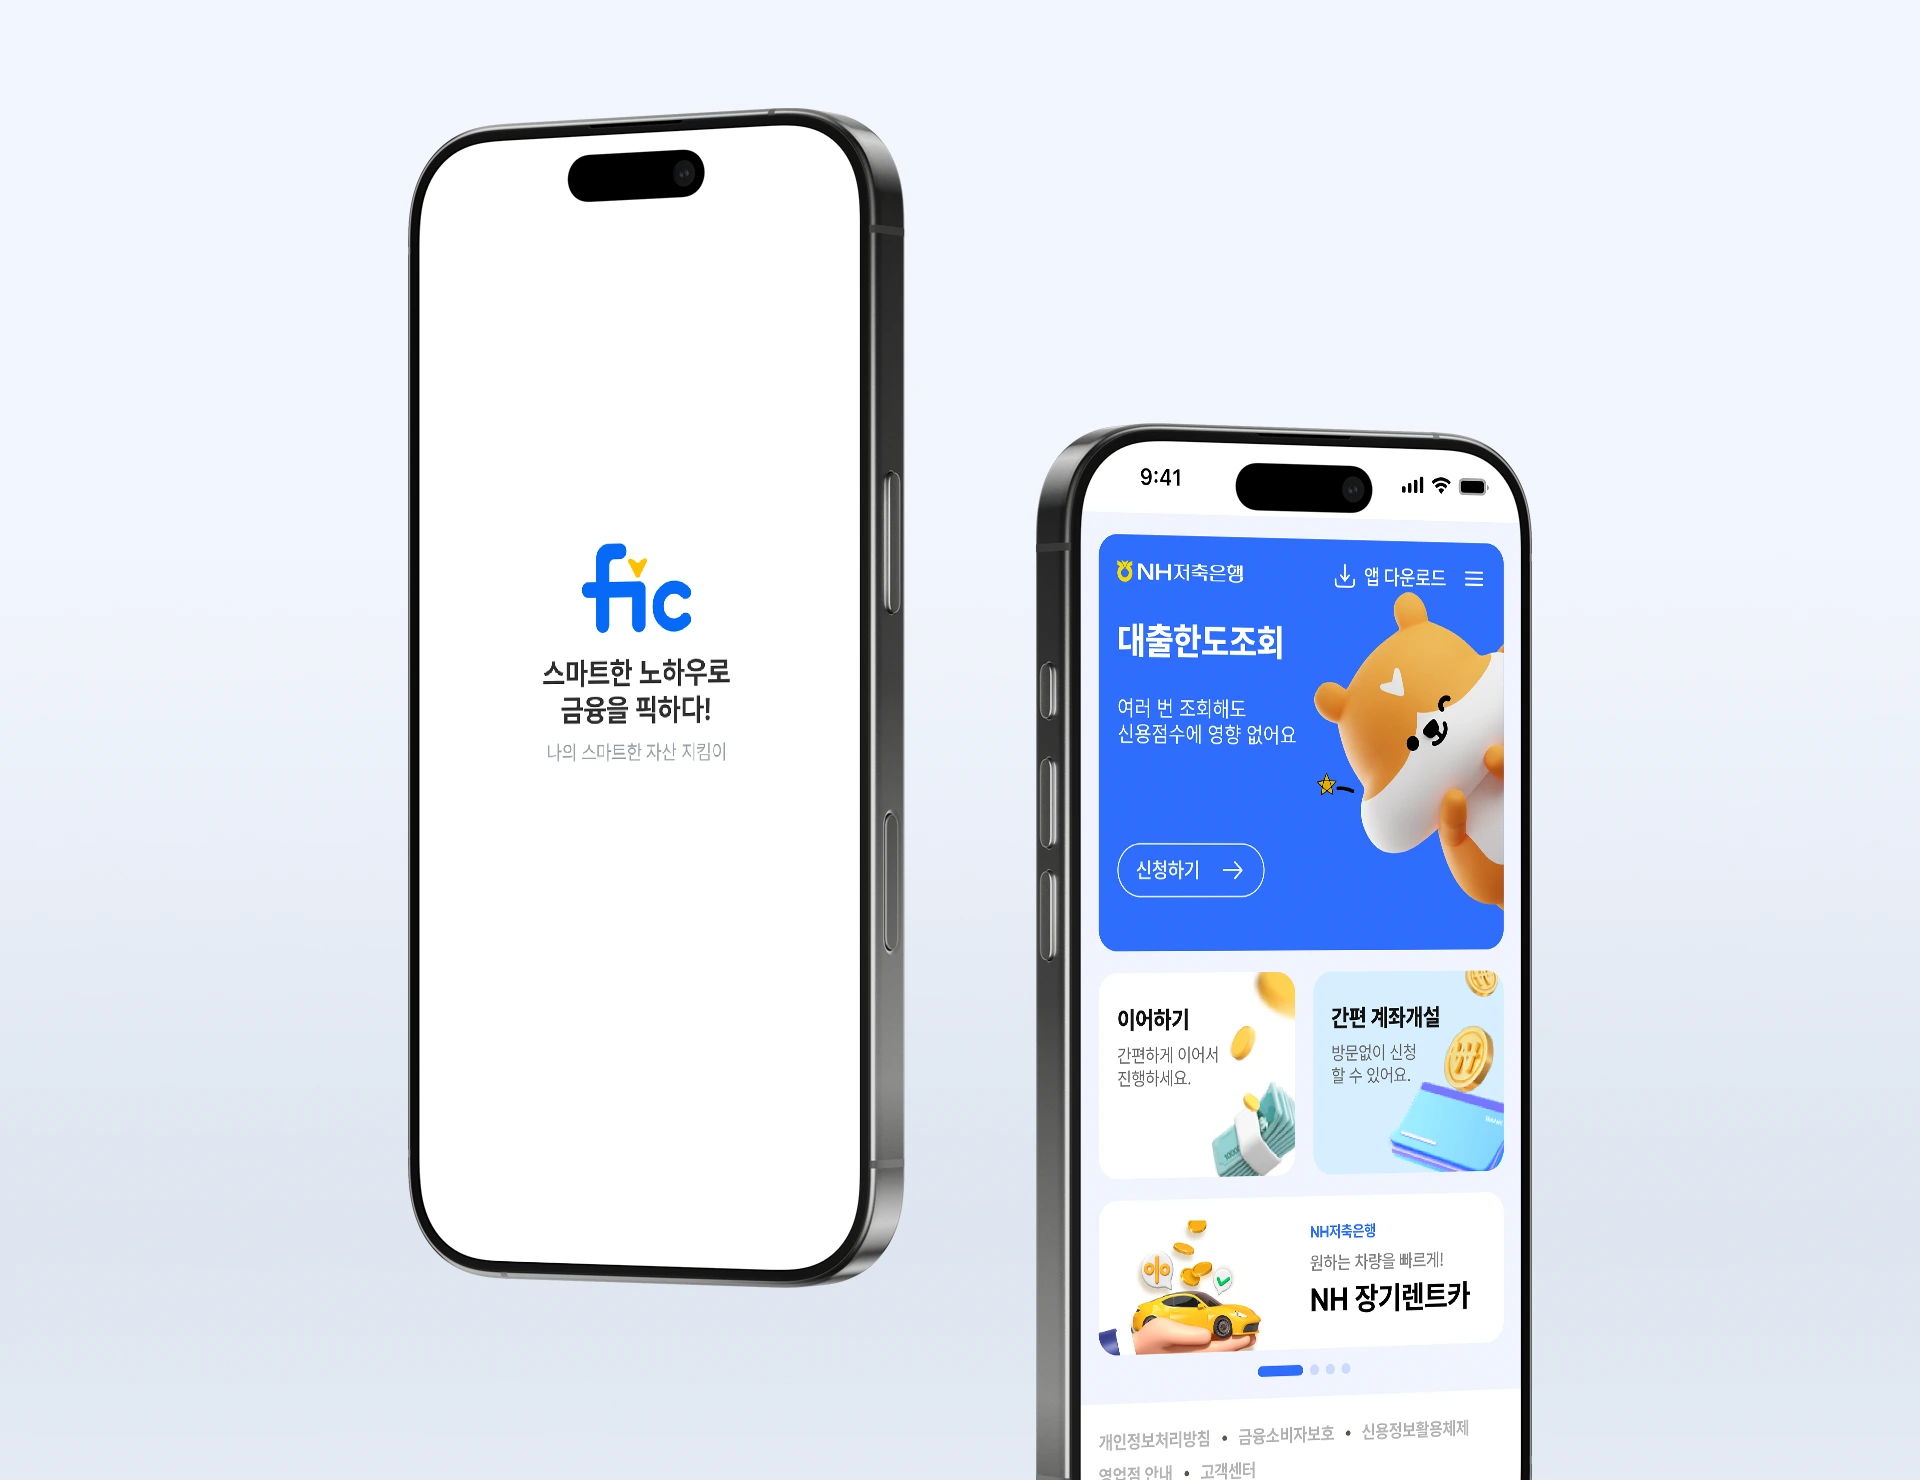 fic
스마트한 노하우로
금융을 픽하다!
나의 스마트한 자산 지킴이
9:41
NH저축은행
앱 다운로드
대출한도조회
여러 번 조회해도
신용점수에 영향 없어요
신청하기
이어하기
간편하게 이어서
진행하세요.
간편 계좌개설
방문없이 신청
할 수 있어요.
BANK
NH저축은행
원하는 차량을 빠르게!
NH 장기렌트카
개인정보처리방침 • 금융소비자보호 • 신용정보활용체제
영업점 안내 • 고객센터